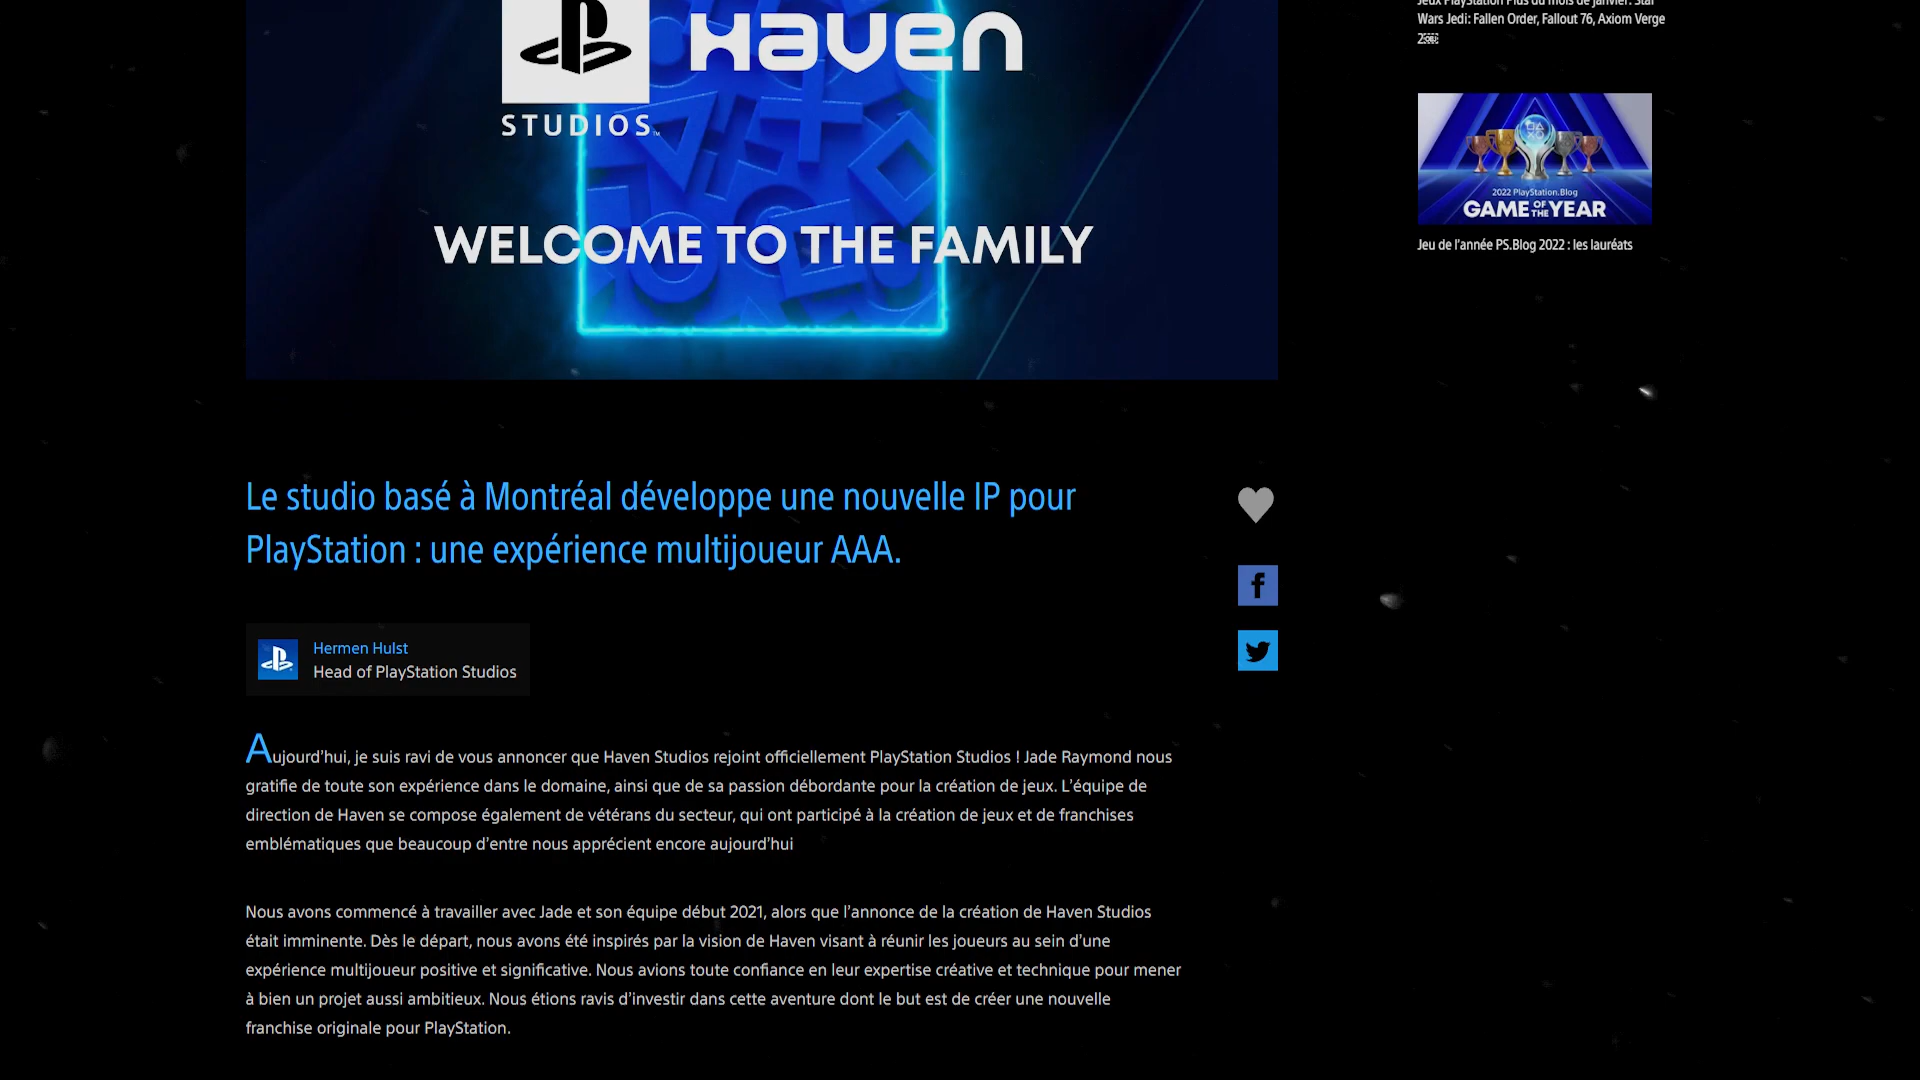 Haven
STUDIOS™
WELCOME TO THE FAMILY
Le studio basé à Montréal développe une nouvelle IP pour
PlayStation : une expérience multijoueur AAA.
Hermen Hulst
Head of PlayStation Studios
Aujourd’hui, je suis ravi de vous annoncer que Haven Studios rejoint officiellement PlayStation Studios ! Jade Raymond nous
gratifie de toute son expérience dans le domaine, ainsi que de sa passion débordante pour la création de jeux. L’équipe de
direction de Haven se compose également de vétérans du secteur, qui ont participé à la création de jeux et de franchises
emblématiques que beaucoup d’entre nous apprécient encore aujourd’hui
Nous avons commencé à travailler avec Jade et son équipe début 2021, alors que l’annonce de la création de Haven Studios
était imminente. Dès le départ, nous avons été inspirés par la vision de Haven visant à réunir les joueurs au sein d’une
expérience multijoueur positive et significative. Nous avions toute confiance en leur expertise créative et technique pour mener
à bien un projet aussi ambitieux. Nous étions ravis d’investir dans cette aventure dont le but est de créer une nouvelle
franchise originale pour PlayStation.
Jeux PlayStation Plus du mois de janvier: Star
Wars Jedi: Fallen Order, Fallout 76, Axiom Verge
2
2022 PlayStation.Blog
GAME OF THE YEAR
Jeu de l’année PS.Blog 2022 : les lauréats